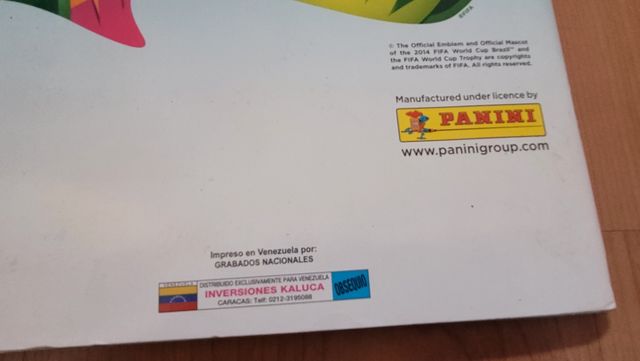 ©FIFA
© The Official Emblem and Official Mascot
of the 2014 FIFA World Cup Brazil™ and
the FIFA World Cup Trophy are copyrights
and trademarks of FIFA. All rights reserved.
Manufactured under licence by
PANINI
www.paninigroup.com
Impreso en Venezuela por:
GRABADOS NACIONALES
VENEZUELA
DISTRIBUIDO EXCLUSIVAMENTE PARA VENEZUELA
INVERSIONES KALUCA
CARACAS: Telf: 0212-3195088
OBSEQUIO